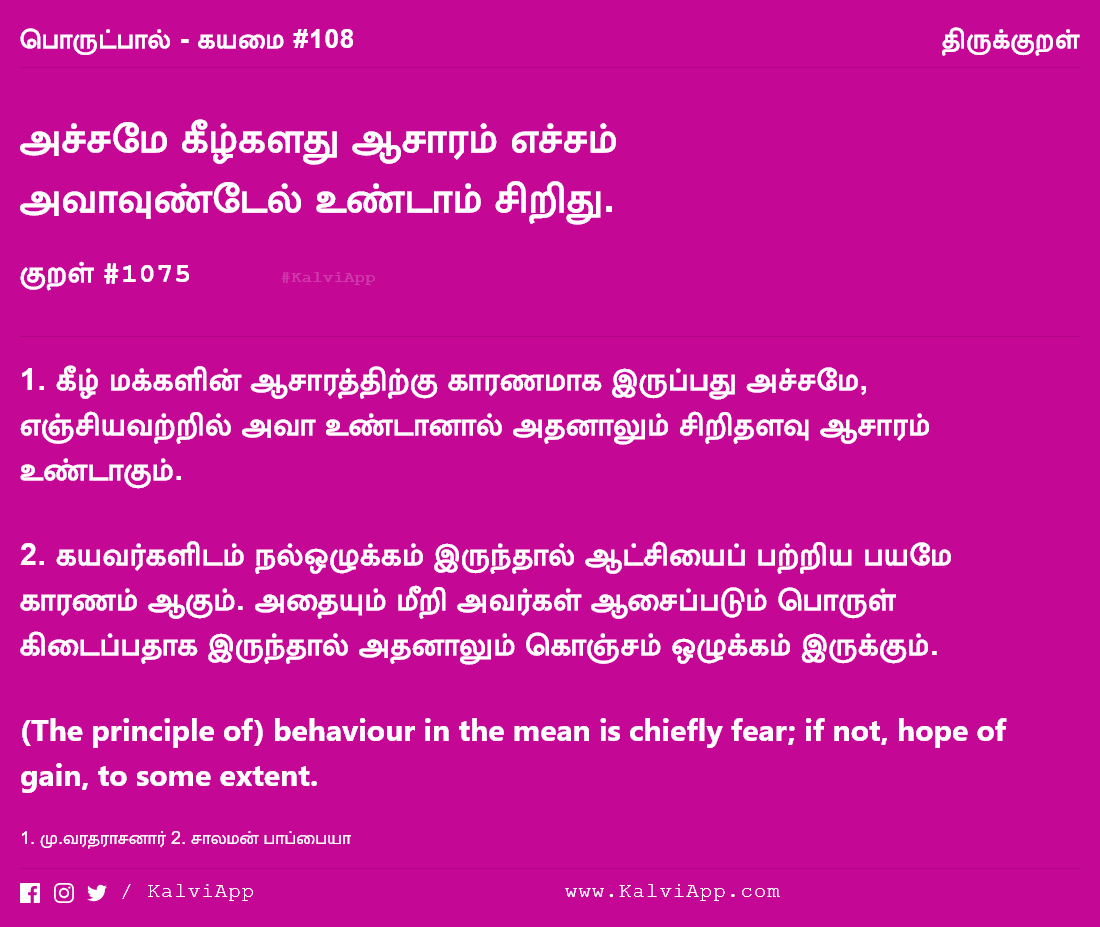 பொருட்பால் - கயமை #108
திருக்குறள்
அச்சமே கீழ்களது ஆசாரம் எச்சம்
அவாவுண்டேல் உண்டாம் சிறிது.
குறள் #1075
#KalviApp
1. கீழ் மக்களின் ஆசாரத்திற்கு காரணமாக இருப்பது அச்சமே,
எஞ்சியவற்றில் அவா உண்டானால் அதனாலும் சிறிதளவு ஆசாரம்
உண்டாகும்.
2. கயவர்களிடம் நல்ஒழுக்கம் இருந்தால் ஆட்சியைப் பற்றிய பயமே
காரணம் ஆகும். அதையும் மீறி அவர்கள் ஆசைப்படும் பொருள்
கிடைப்பதாக இருந்தால் அதனாலும் கொஞ்சம் ஒழுக்கம் இருக்கும்.
(The principle of) behaviour in the mean is chiefly fear; if not, hope of
gain, to some extent.
1. மு.வரதராசனார் 2. சாலமன் பாப்பையா
/ KalviApp
www.KalviApp.com